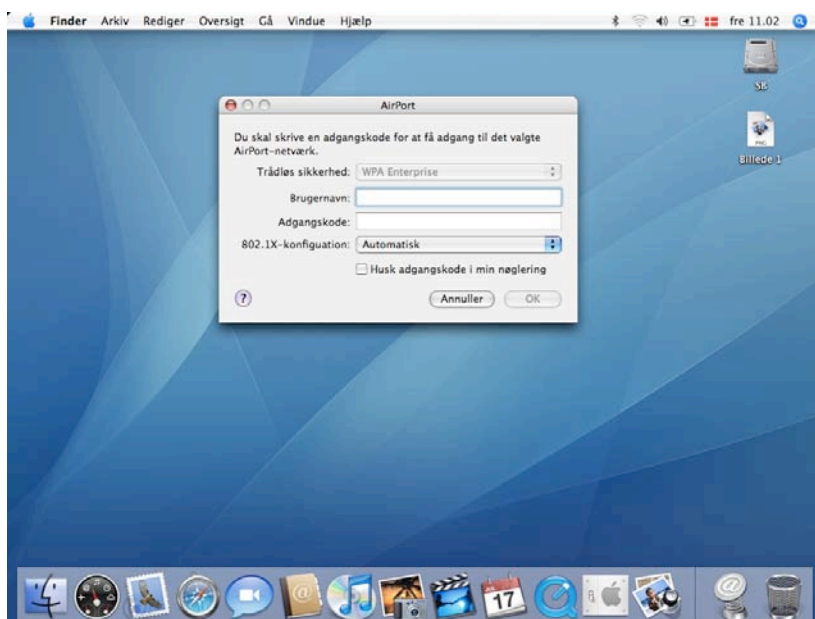 Finder Arkiv Rediger Oversigt Gå Vindue Hjælp fre 11.02
SB
PNG
Billede 1
AirPort
Du skal skrive en adgangskode for at få adgang til det valgte
AirPort-netværk.
Trådløs sikkerhed: WPA Enterprise
Brugernavn:
Adgangskode:
802.1X-konfiguation: Automatisk
Husk adgangskode i min nøglering
? Annuller OK
17